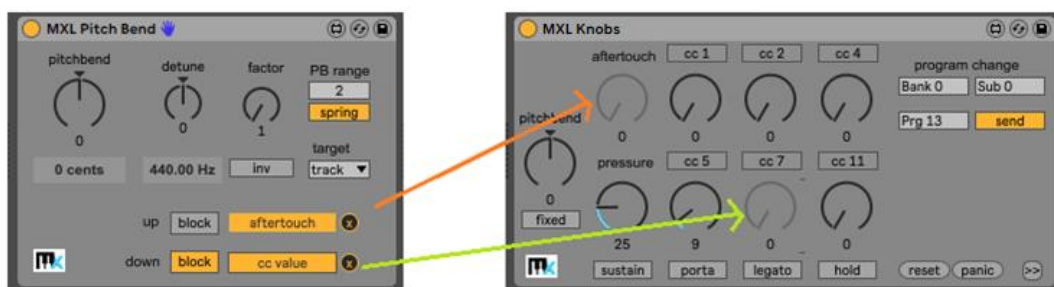 MXL Pitch Bend
pitchbend
detune
factor
PB range
2
spring
0
0
1
0 cents
440.00 Hz
inv
target
track
up
block
aftertouch
x
down
block
cc value
x
MXL Knobs
aftertouch
cc 1
cc 2
cc 4
program change
Bank 0
Sub 0
Prg 13
send
pitchbend
0
0
0
0
pressure
cc 5
cc 7
cc 11
0
fixed
25
9
0
0
sustain
porta
legato
hold
reset
panic
>>